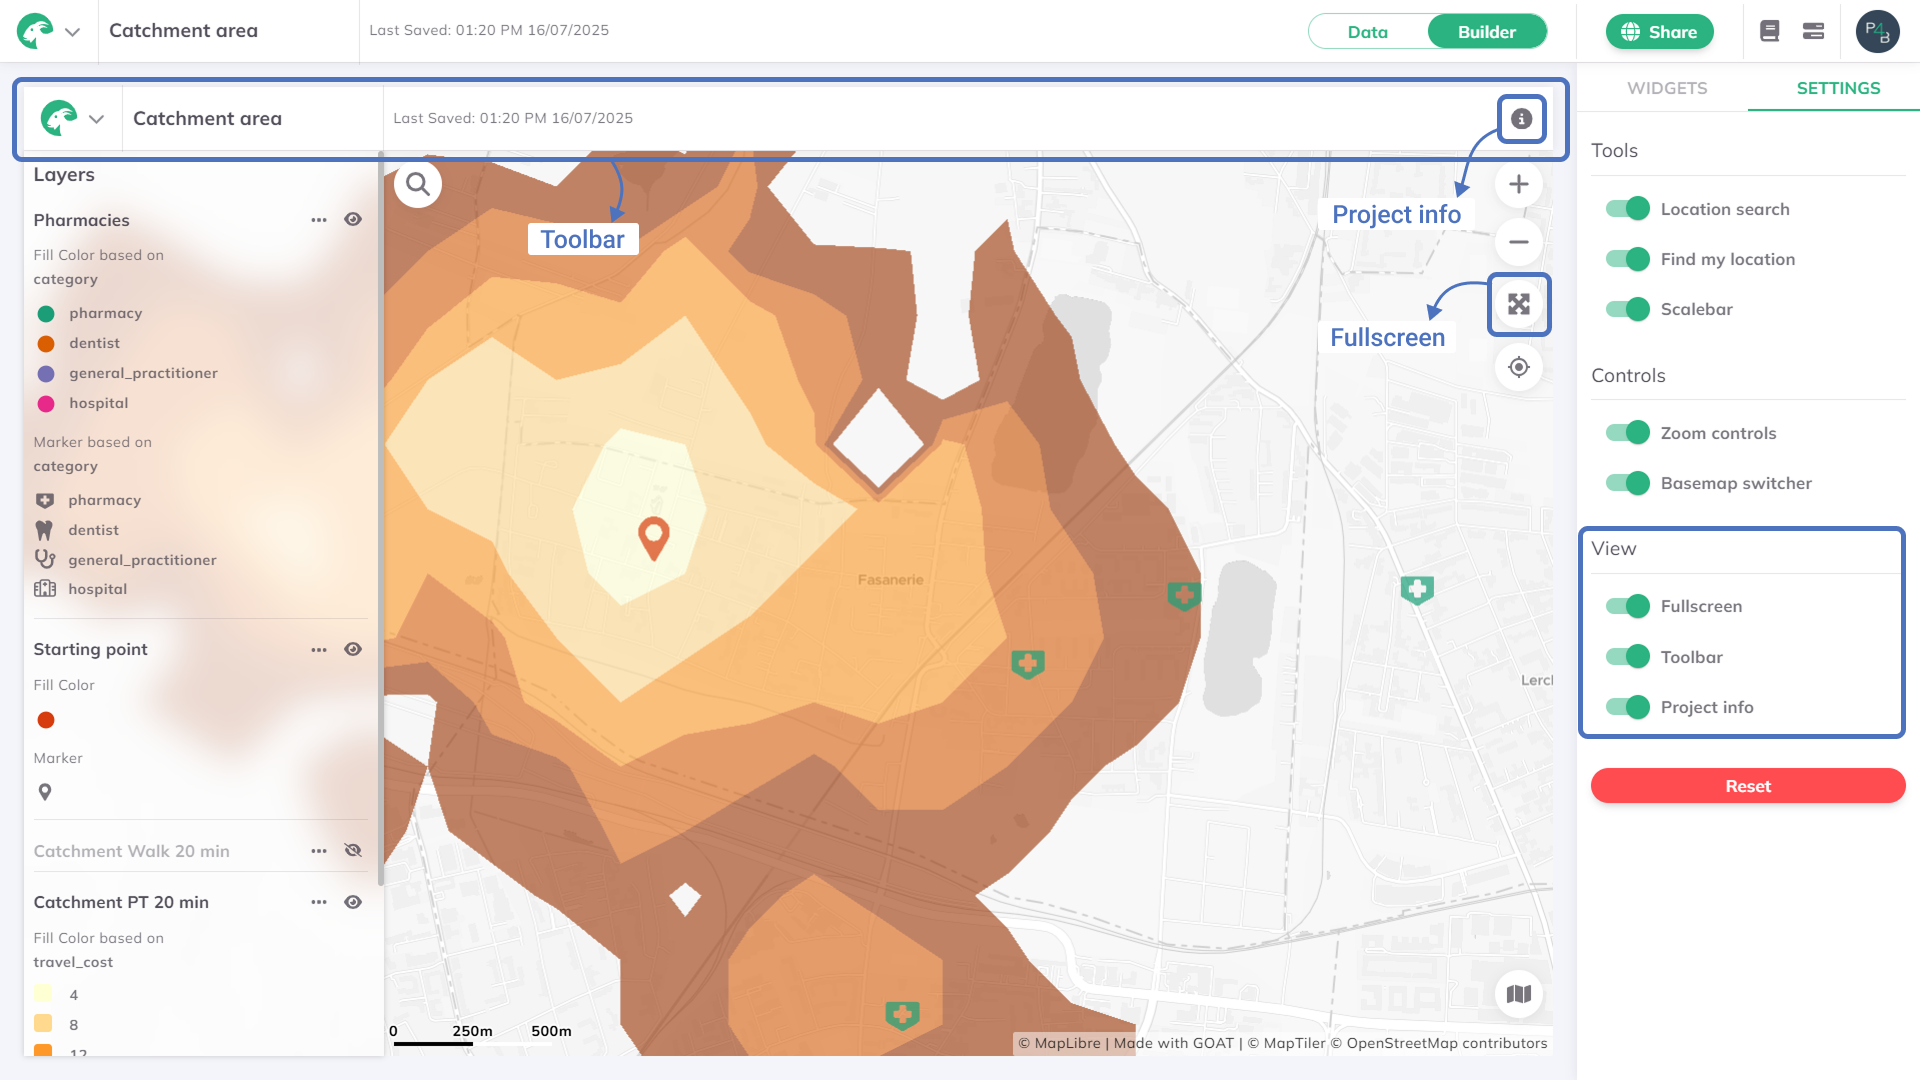 Catchment area
Last Saved: 01:20 PM 16/07/2025
Data
Builder
Share
P4B
WIDGETS
SETTINGS
Catchment area
Last Saved: 01:20 PM 16/07/2025
Toolbar
Project info
Fullscreen
Layers
Pharmacies
Fill Color based on
category
pharmacy
dentist
general_practitioner
hospital
Marker based on
category
pharmacy
dentist
general_practitioner
hospital
Starting point
Fill Color
Marker
Catchment Walk 20 min
Catchment PT 20 min
Fill Color based on
travel_cost
4
8
12
Fasanerie
Lerch
0 250m 500m
© MapLibre | Made with GOAT | © MapTiler © OpenStreetMap contributors
Tools
Location search
Find my location
Scalebar
Controls
Zoom controls
Basemap switcher
View
Fullscreen
Toolbar
Project info
Reset